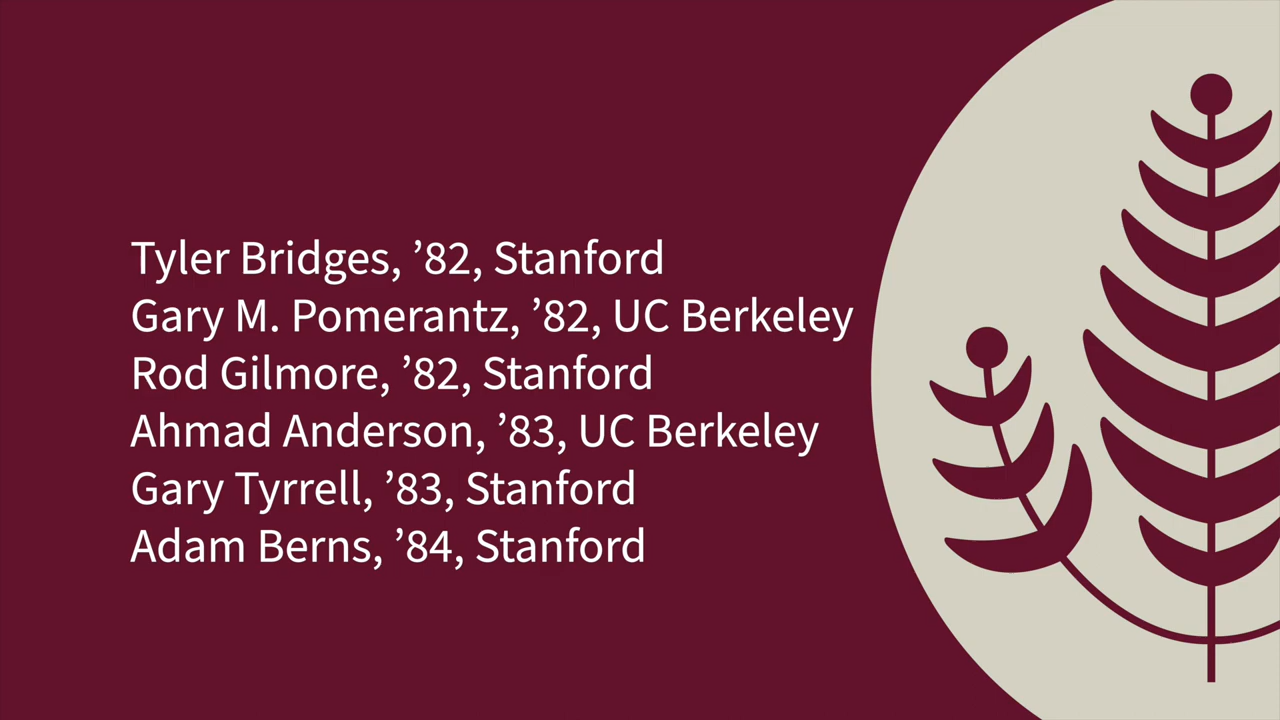 Tyler Bridges, ’82, Stanford
Gary M. Pomerantz, ’82, UC Berkeley
Rod Gilmore, ’82, Stanford
Ahmad Anderson, ’83, UC Berkeley
Gary Tyrrell, ’83, Stanford
Adam Berns, ’84, Stanford